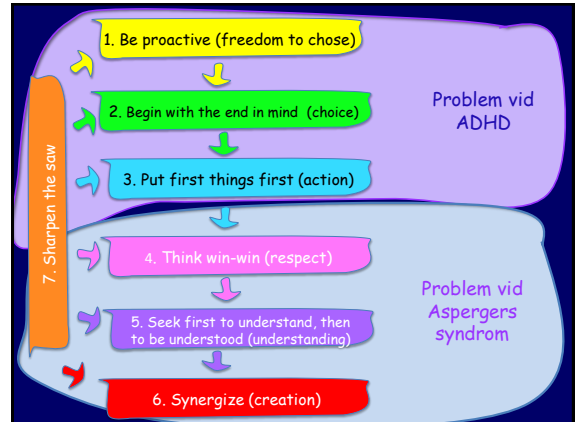 1. Be proactive (freedom to chose)
2. Begin with the end in mind (choice)
Problem vid
ADHD
3. Put first things first (action)
7. Sharpen the saw
4. Think win-win (respect)
5. Seek first to understand, then
to be understood (understanding)
Problem vid
Aspergers
syndrom
6. Synergize (creation)